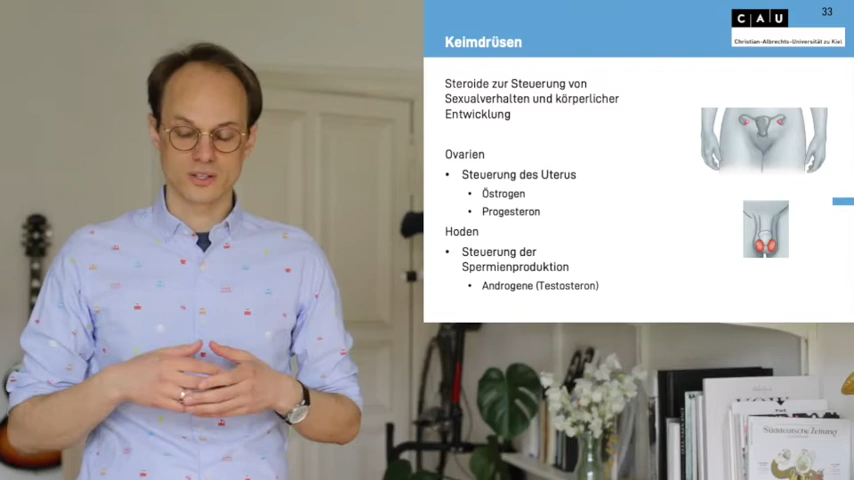 Keimdrüsen
C A U
33
Christian-Albrechts-Universität zu Kiel
Steroide zur Steuerung von
Sexualverhalten und körperlicher
Entwicklung
Ovarien
• Steuerung des Uterus
• Östrogen
• Progesteron
Hoden
• Steuerung der
Spermienproduktion
• Androgene (Testosteron)
Süddeutsche Zeitung